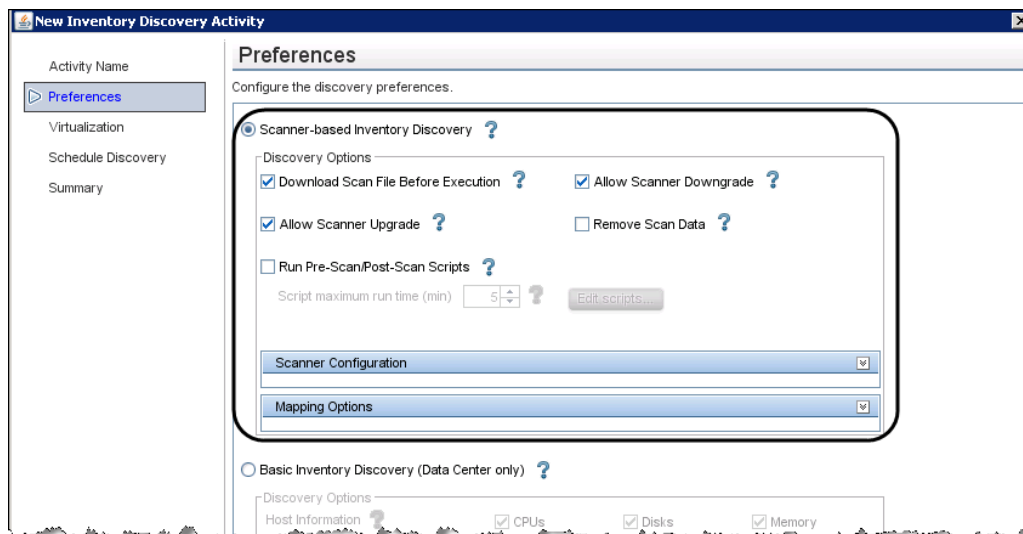 New Inventory Discovery Activity
Activity Name
Preferences
Virtualization
Schedule Discovery
Summary
Preferences
Configure the discovery preferences.
Scanner-based Inventory Discovery ?
Discovery Options
Download Scan File Before Execution ? Allow Scanner Downgrade ?
Allow Scanner Upgrade ? Remove Scan Data ?
Run Pre-Scan/Post-Scan Scripts ?
Script maximum run time (min) 5 ? Edit scripts...
Scanner Configuration
Mapping Options
Basic Inventory Discovery (Data Center only) ?
Discovery Options
Host Information ? CPUs Disks Memory